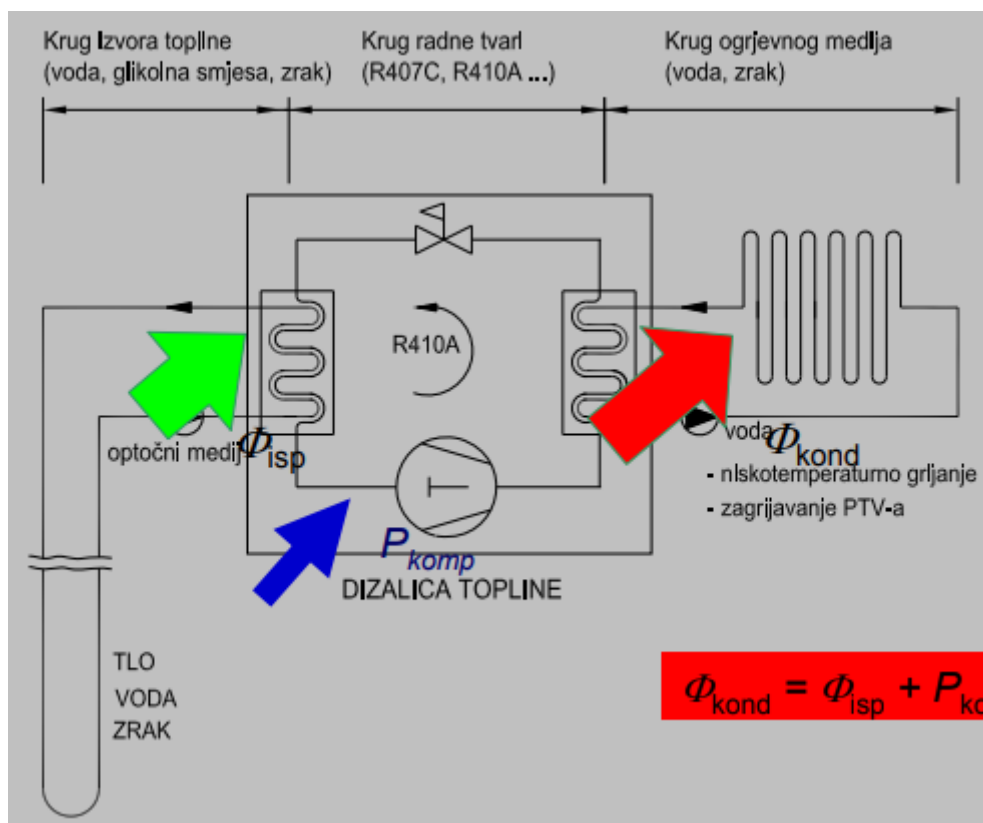 Krug Izvora topline
(voda, glikolna smjesa, zrak)
Krug radne tvari
(R407C, R410A ...)
Krug ogrjevnog medija
(voda, zrak)
R410A
optočni medij
Φisp
voda
Φkond
- niskotemperaturno grijanje
- zagrijavanje PTV-a
Pkomp
DIZALICA TOPLINE
TLO
VODA
ZRAK
Φkond = Φisp + Pko